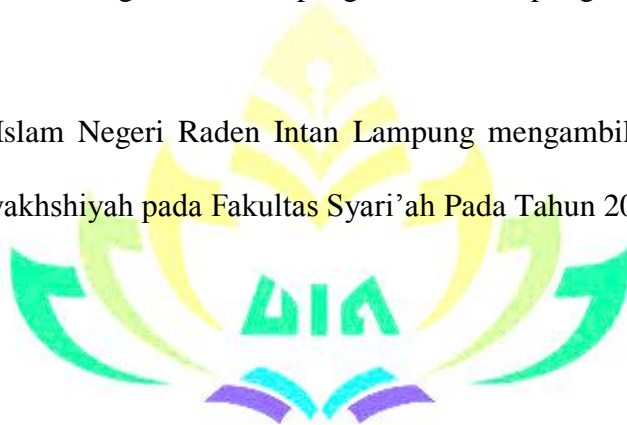 Islam Negeri Raden Intan Lampung mengambil
yakhshiyah pada Fakultas Syari’ah Pada Tahun 20
UIN